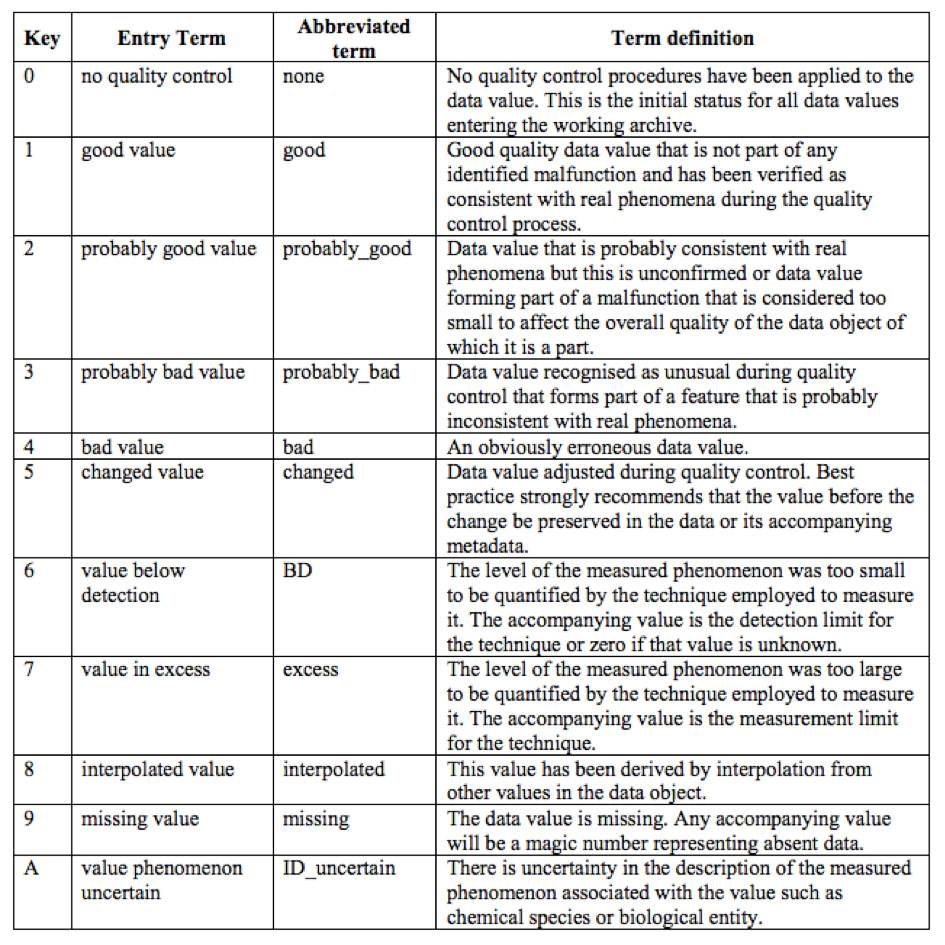 Key Entry Term Abbreviated term Term definition
0 no quality control none No quality control procedures have been applied to the
data value. This is the initial status for all data values
entering the working archive.
1 good value good Good quality data value that is not part of any
identified malfunction and has been verified as
consistent with real phenomena during the quality
control process.
2 probably good value probably_good Data value that is probably consistent with real
phenomena but this is unconfirmed or data value
forming part of a malfunction that is considered too
small to affect the overall quality of the data object of
which it is a part.
3 probably bad value probably_bad Data value recognised as unusual during quality
control that forms part of a feature that is probably
inconsistent with real phenomena.
4 bad value bad An obviously erroneous data value.
5 changed value changed Data value adjusted during quality control. Best
practice strongly recommends that the value before the
change be preserved in the data or its accompanying
metadata.
6 value below BD The level of the measured phenomenon was too small
detection to be quantified by the technique employed to measure
it. The accompanying value is the detection limit for
the technique or zero if that value is unknown.
7 value in excess excess The level of the measured phenomenon was too large
to be quantified by the technique employed to measure
it. The accompanying value is the measurement limit
for the technique.
8 interpolated value interpolated This value has been derived by interpolation from
other values in the data object.
9 missing value missing The data value is missing. Any accompanying value
will be a magic number representing absent data.
A value phenomenon ID_uncertain There is uncertainty in the description of the measured
uncertain phenomenon associated with the value such as
chemical species or biological entity.